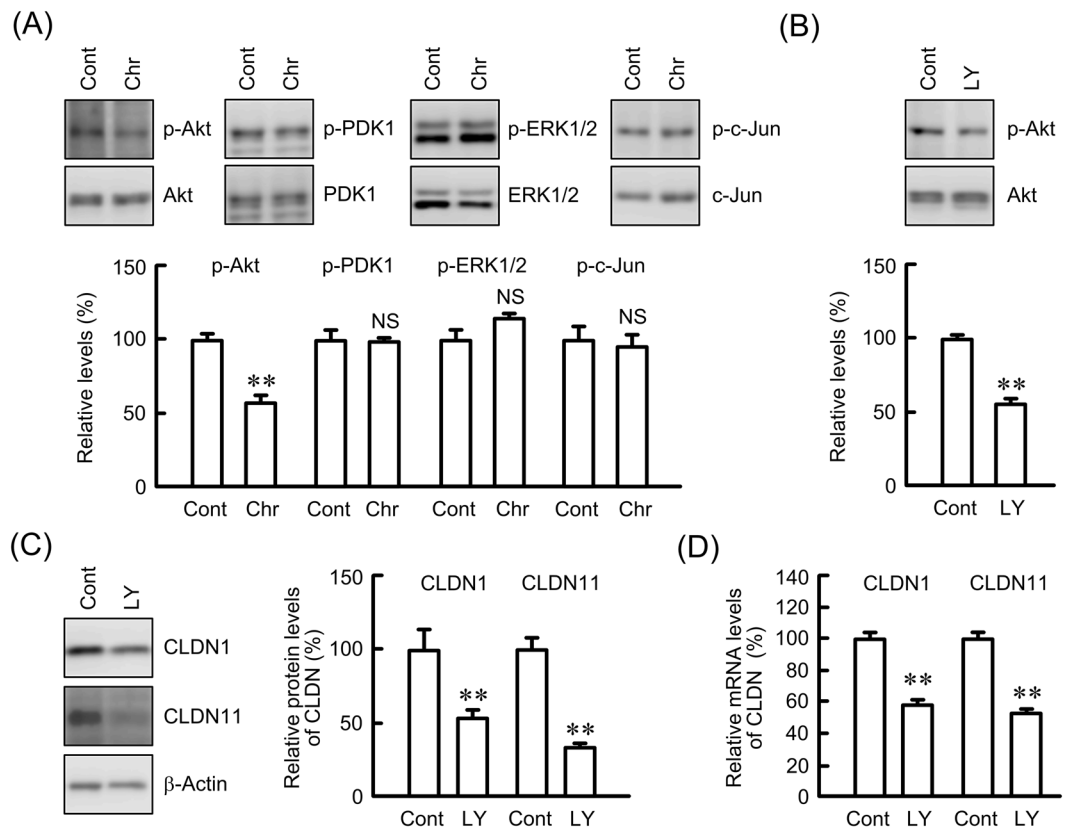 (A)
Cont Chr
p-Akt
Akt
Cont Chr
p-PDK1
PDK1
Cont Chr
p-ERK1/2
ERK1/2
Cont Chr
p-c-Jun
c-Jun
Relative levels (%)
150
100
50
0
p-Akt p-PDK1 p-ERK1/2 p-c-Jun
** NS NS NS
Cont Chr Cont Chr Cont Chr Cont Chr
(B)
Cont LY
p-Akt
Akt
Relative levels (%)
150
100
50
0
**
Cont LY
(C)
Cont LY
CLDN1
CLDN11
β-Actin
Relative protein levels
of CLDN (%)
150
100
50
0
CLDN1 CLDN11
** **
Cont LY Cont LY
(D)
Relative mRNA levels
of CLDN (%)
140
120
100
80
60
40
20
0
CLDN1 CLDN11
** **
Cont LY Cont LY